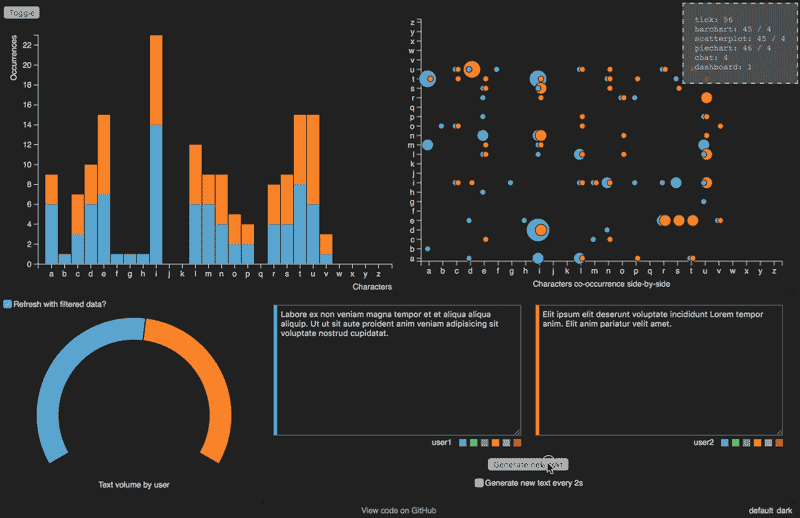 Toggle
tick: 56
barchart: 45 / 4
scatterplot: 45 / 4
piechart: 46 / 4
chat: 4
dashboard: 1
Occurrences
22
20
18
16
14
12
10
8
6
4
2
0
a b c d e f g h i j k l m n o p q r s t u v w x y z
Characters
z
y
x
w
v
u
t
s
r
q
p
o
n
m
l
k
j
i
h
g
f
e
d
c
b
a
a b c d e f g h i j k l m n o p q r s t u v w x y z
Characters co-occurrence side-by-side
Refresh with filtered data?
Text volume by user
Labore ex non veniam magna tempor et et aliqua aliqua
aliquip. Ut ut sit aute proident anim veniam adipisicing sit
voluptate nostrud cupidatat.
user1
Elit ipsum elit deserunt voluptate incididunt Lorem tempor
anim. Elit anim pariatur velit amet.
user2
Generate new text
Generate new text every 2s
View code on GitHub
default dark